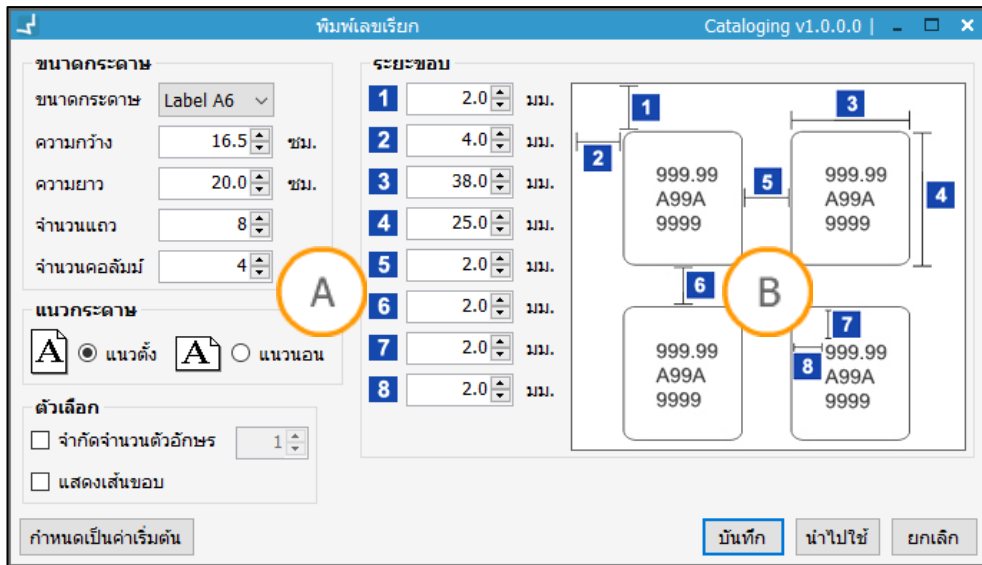 พิมพ์เลขเรียก
Cataloging v1.0.0.0 |
ขนาดกระดาษ
ขนาดกระดาษ Label A6
ความกว้าง 16.5 ซม.
ความยาว 20.0 ซม.
จำนวนแถว 8
จำนวนคอลัมม์ 4
A
แนวกระดาษ
A แนวตั้ง A แนวนอน
ตัวเลือก
จำกัดจำนวนตัวอักษร 1
แสดงเส้นขอบ
ระยะขอบ
1 2.0 มม.
2 4.0 มม.
3 38.0 มม.
4 25.0 มม.
5 2.0 มม.
6 2.0 มม.
7 2.0 มม.
8 2.0 มม.
1
3
2
999.99
A99A
9999
5
999.99
A99A
9999
4
6
B
999.99
A99A
9999
7
8
999.99
A99A
9999
กำหนดเป็นค่าเริ่มต้น
บันทึก
นำไปใช้
ยกเลิก